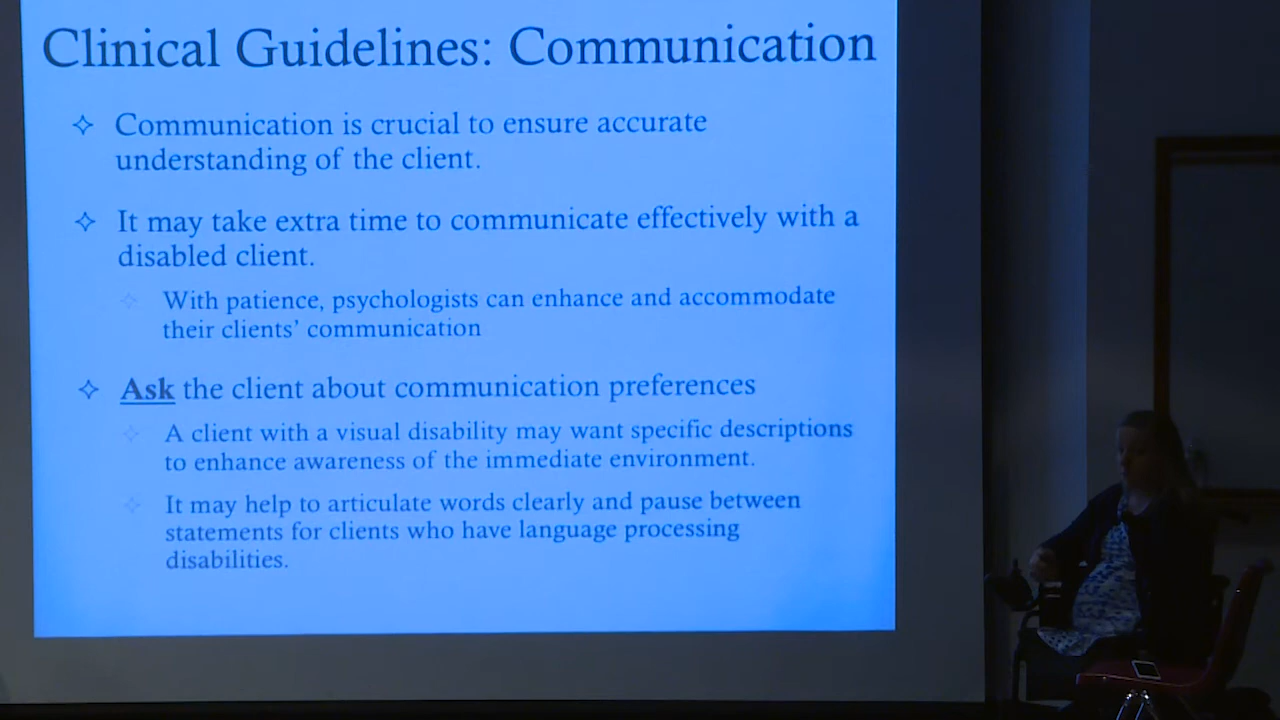 Clinical Guidelines: Communication
Communication is crucial to ensure accurate
understanding of the client.
It may take extra time to communicate effectively with a
disabled client.
With patience, psychologists can enhance and accommodate
their clients’ communication
Ask the client about communication preferences
A client with a visual disability may want specific descriptions
to enhance awareness of the immediate environment.
It may help to articulate words clearly and pause between
statements for clients who have language processing
disabilities.